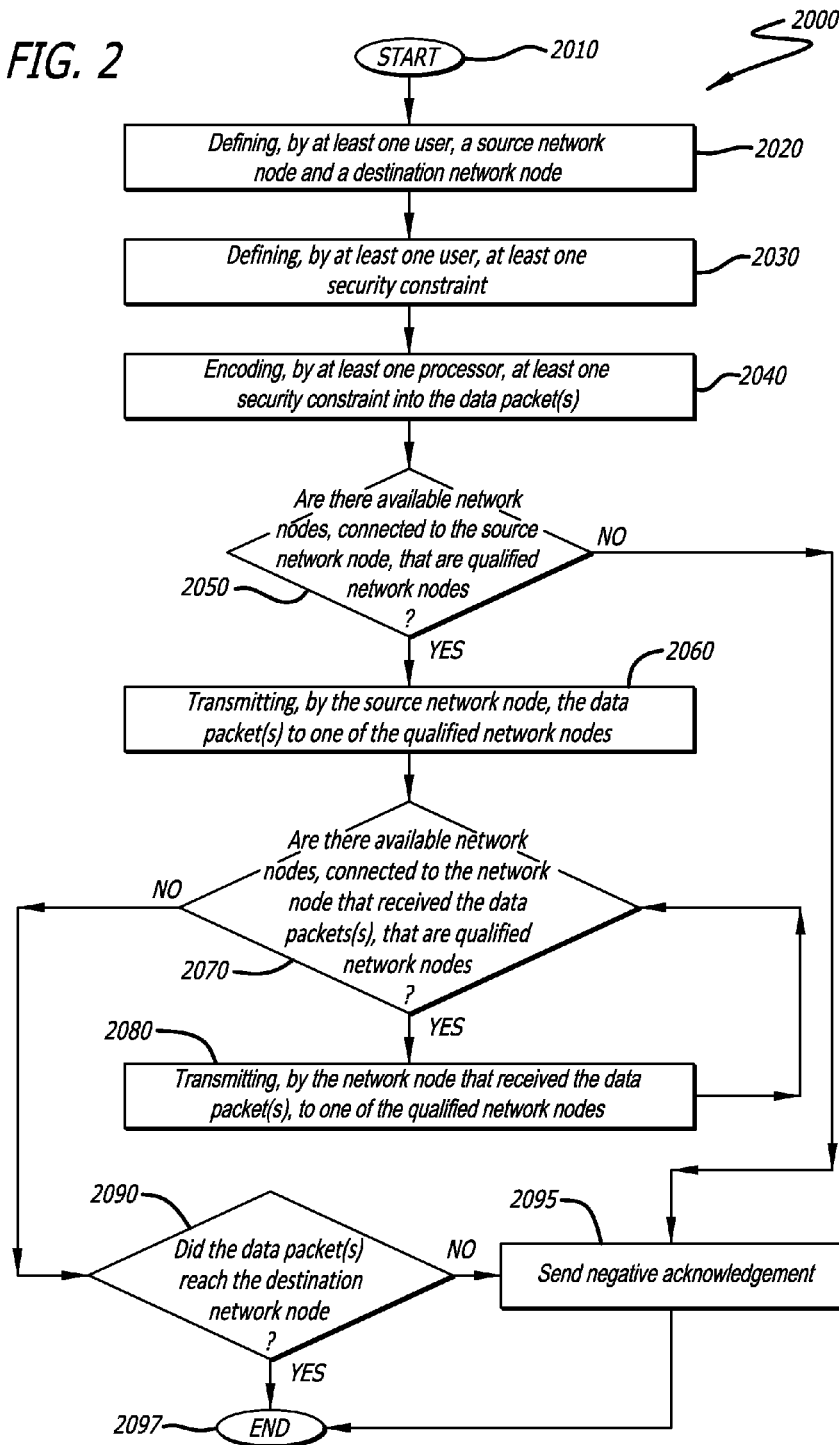 FIG. 2
2000
START
2010
Defining, by at least one user, a source network
node and a destination network node
2020
Defining, by at least one user, at least one
security constraint
2030
Encoding, by at least one processor, at least one
security constraint into the data packet(s)
2040
Are there available network
nodes, connected to the source
network node, that are qualified
network nodes
?
NO
2050
YES
2060
Transmitting, by the source network node, the data
packet(s) to one of the qualified network nodes
Are there available network
nodes, connected to the network
node that received the data
packets(s), that are qualified
network nodes
?
NO
2070
YES
2080
Transmitting, by the network node that received the data
packet(s), to one of the qualified network nodes
2090
Did the data packet(s)
reach the destination
network node
?
NO
2095
Send negative acknowledgement
YES
2097
END